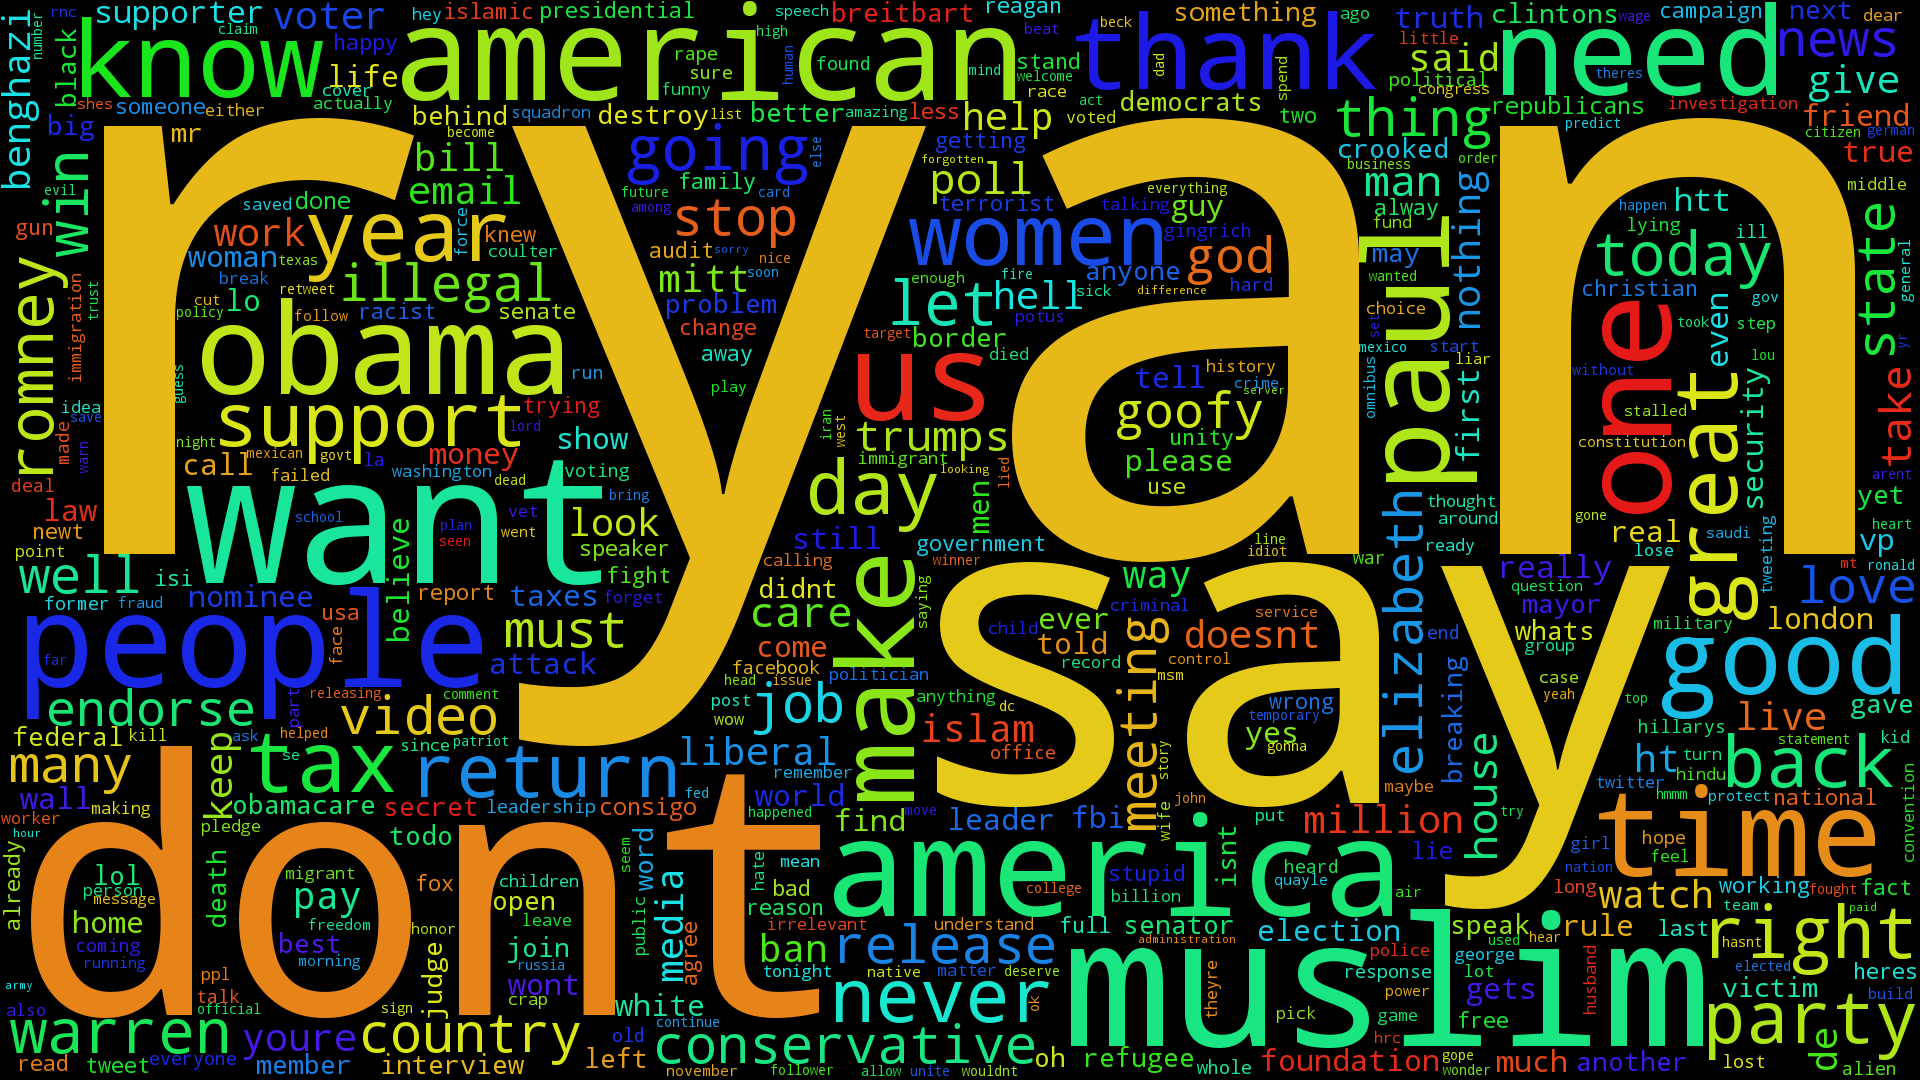 ryan
say
dont
want
muslim
people
american
know
thank
need
obama
us
one
paul
good
time
america
make
great
day
year
support
illegal
women
going
thing
let
hell
today
state
romney
benghazi
win
well
endorse
many
tax
return
video
must
job
care
islam
meeting
elizabeth
house
back
right
party
never
release
conservative
country
warren
youre
media
liberal
million
foundation
supporter
voter
islamic
presidential
hey
speech
breitbart
reagan
something
ago
truth
clintons
wage
campaign
next
dear
rnc
number
claim
happy
black
life
cover
actually
rape
sure
funny
high
found
human
beat
mind
stand
welcome
beck
dad
race
act
voted
democrats
spend
said
little
political
congress
theres
republicans
investigation
news
give
friend
citizen
german
true
middle
shes
someone
either
big
mr
behind
become
squadron
destroy
list
better
amazing
less
help
two
crooked
business
order
predict
bill
email
getting
forgotten
poll
family
future
among
card
else
stop
terrorist
talking
everything
guy
gingrich
man
alway
fund
may
nothing
happen
htt
lying
ill
evil
saved
done
gun
work
woman
texas
force
knew
coulter
audit
sorry
nice
soon
mitt
problem
change
enough
fire
sick
difference
anyone
god
hard
wanted
christian
gov
general
immigration
trust
cut
policy
lo
break
retweet
follow
racist
senate
away
run
play
target
border
died
potus
choice
set
mexico
start
liar
even
took
step
lou
yr
idea
save
made
warn
guess
night
mexican
govt
lord
trying
show
money
call
failed
la
washington
dead
voting
bring
iran
west
trumps
immigrant
looking
lied
tell
history
crime
server
goofy
unity
please
use
omnibus
first
without
stalled
constitution
security
take
arent
deal
law
newt
point
isi
school
plan
seen
believe
vet
went
look
speaker
fight
still
calling
men
government
winner
line
idiot
way
war
thought
around
ready
gone
real
saudi
lose
tweeting
yet
heart
vp
mt
ronald
love
former
fraud
nominee
usa
face
report
taxes
forget
attack
didnt
saying
come
child
ever
told
record
criminal
service
doesnt
control
msm
end
really
question
mayor
whats
group
military
london
far
releasing
part
helped
comment
facebook
head
issue
post
wow
politician
anything
dc
office
wrong
temporary
yes
gonna
story
breaking
case
yeah
top
hillarys
live
gave
statement
kid
federal
kill
ask
keep
se
since
patriot
remember
fed
world
happened
move
maybe
ht
turn
hindu
twitter
hmmm
protect
national
convention
wall
making
worker
hour
pledge
obamacare
secret
leadership
consigo
todo
find
leader
fbi
wife
john
put
try
lie
isnt
girl
hope
feel
nation
already
lol
person
message
home
coming
running
army
death
migrant
pay
freedom
best
morning
fox
honor
judge
children
open
leave
join
russia
crap
wont
seem
public
word
agree
white
hate
mean
bad
reason
ban
tonight
irrelevant
native
matter
college
understand
deserve
full
senator
stupid
billion
heard
quayle
air
administration
election
theyre
ok
long
fought
watch
working
team
fact
paid
speak
used
hear
rule
last
hasnt
elected
heres
police
george
response
lot
power
gets
husband
victim
build
also
ppl
talk
official
sign
read
tweet
everyone
member
interview
old
left
continue
november
follower
allow
unite
oh
wouldnt
refugee
whole
pick
game
hrc
free
gope
wonder
much
another
lost
de
alien